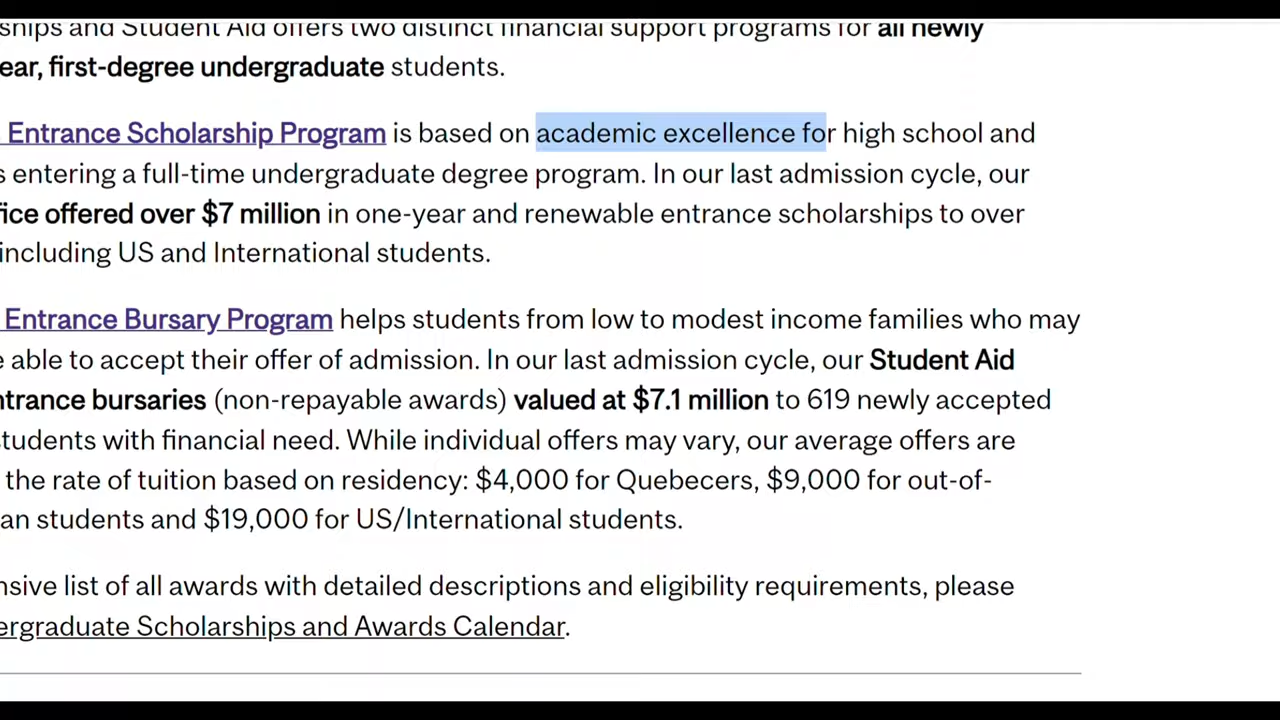 ships and Student Aid offers two distinct financial support programs for all newly
ear, first-degree undergraduate students.
Entrance Scholarship Program is based on academic excellence for high school and
s entering a full-time undergraduate degree program. In our last admission cycle, our
fice offered over $7 million in one-year and renewable entrance scholarships to over
including US and International students.
Entrance Bursary Program helps students from low to modest income families who may
e able to accept their offer of admission. In our last admission cycle, our Student Aid
ntrance bursaries (non-repayable awards) valued at $7.1 million to 619 newly accepted
students with financial need. While individual offers may vary, our average offers are
the rate of tuition based on residency: $4,000 for Quebecers, $9,000 for out-of-
an students and $19,000 for US/International students.
nsive list of all awards with detailed descriptions and eligibility requirements, please
ergraduate Scholarships and Awards Calendar.